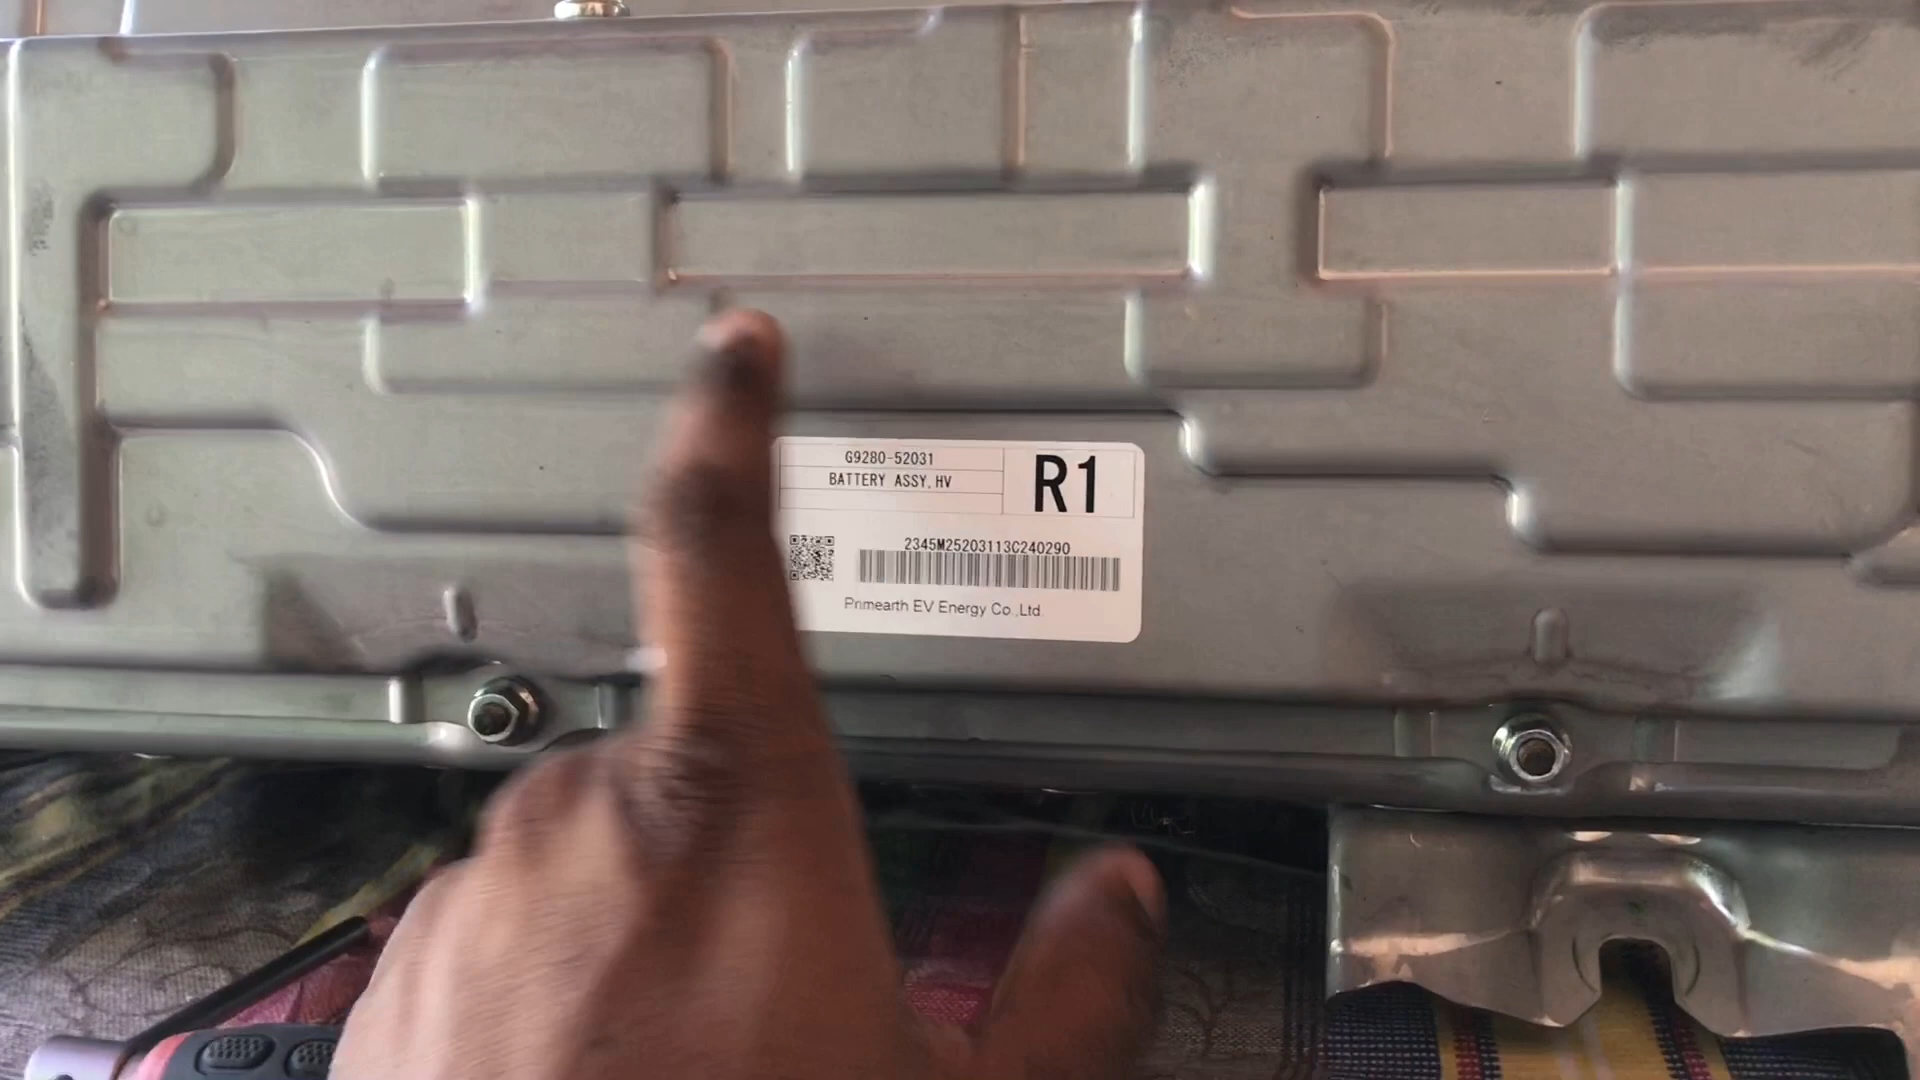 G9280-52031
BATTERY ASSY,HV
R1
2345M25203113C240290
Primearth EV Energy Co.,Ltd.